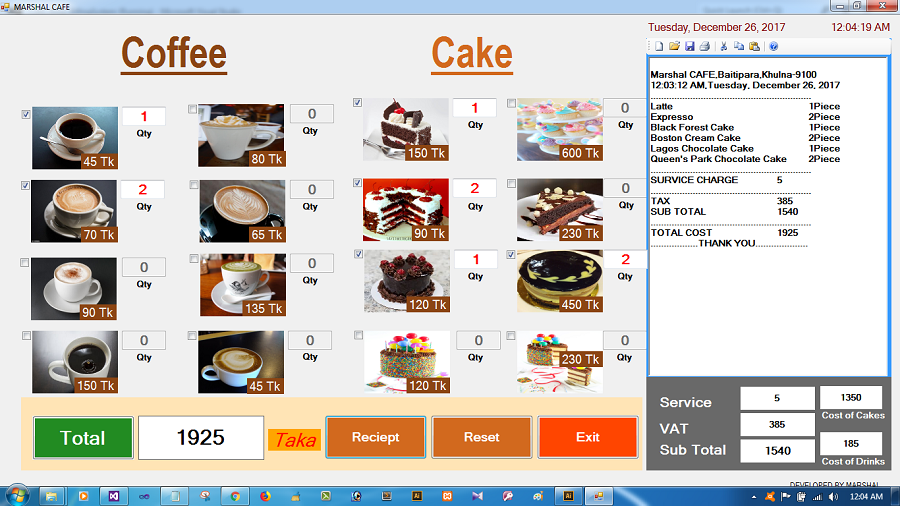 MARSHAL CAFE
Coffee
Cake
1
Qty
45 Tk
0
Qty
80 Tk
1
Qty
150 Tk
0
Qty
600 Tk
2
Qty
70 Tk
0
Qty
65 Tk
2
Qty
90 Tk
0
Qty
230 Tk
0
Qty
90 Tk
0
Qty
135 Tk
1
Qty
120 Tk
2
Qty
450 Tk
0
Qty
150 Tk
0
Qty
45 Tk
0
Qty
120 Tk
0
Qty
230 Tk
Total
1925
Taka
Reciept
Reset
Exit
Tuesday, December 26, 2017
12:04:19 AM
Marshal CAFE,Baitipara,Khulna-9100
12:03:12 AM,Tuesday, December 26, 2017
Latte 1Piece
Expresso 2Piece
Black Forest Cake 1Piece
Boston Cream Cake 2Piece
Lagos Chocolate Cake 1Piece
Queen's Park Chocolate Cake 2Piece
SURVICE CHARGE 5
TAX 385
SUB TOTAL 1540
TOTAL COST 1925
THANK YOU
Service 5
VAT 385
Sub Total 1540
1350
Cost of Cakes
185
Cost of Drinks
DEVELOPED BY MARSHAL
12:04 AM